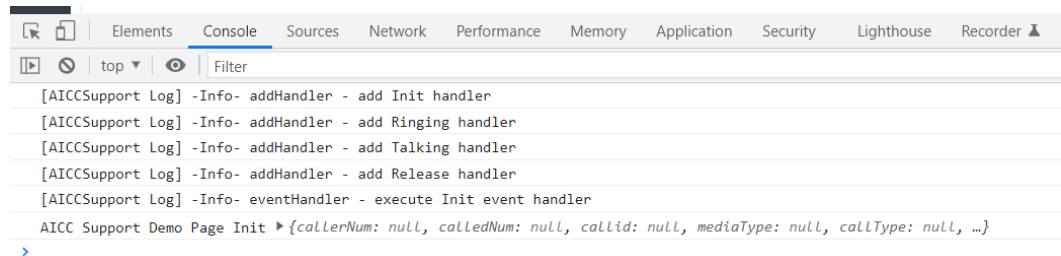 Elements Console Sources Network Performance Memory Application Security Lighthouse Recorder
top ▼ Filter
[AICCSupport Log] -Info- addHandler - add Init handler
[AICCSupport Log] -Info- addHandler - add Ringing handler
[AICCSupport Log] -Info- addHandler - add Talking handler
[AICCSupport Log] -Info- addHandler - add Release handler
[AICCSupport Log] -Info- eventHandler - execute Init event handler
AICC Support Demo Page Init ▶{callerNum: null, calledNum: null, callid: null, mediaType: null, callType: null, …}
>